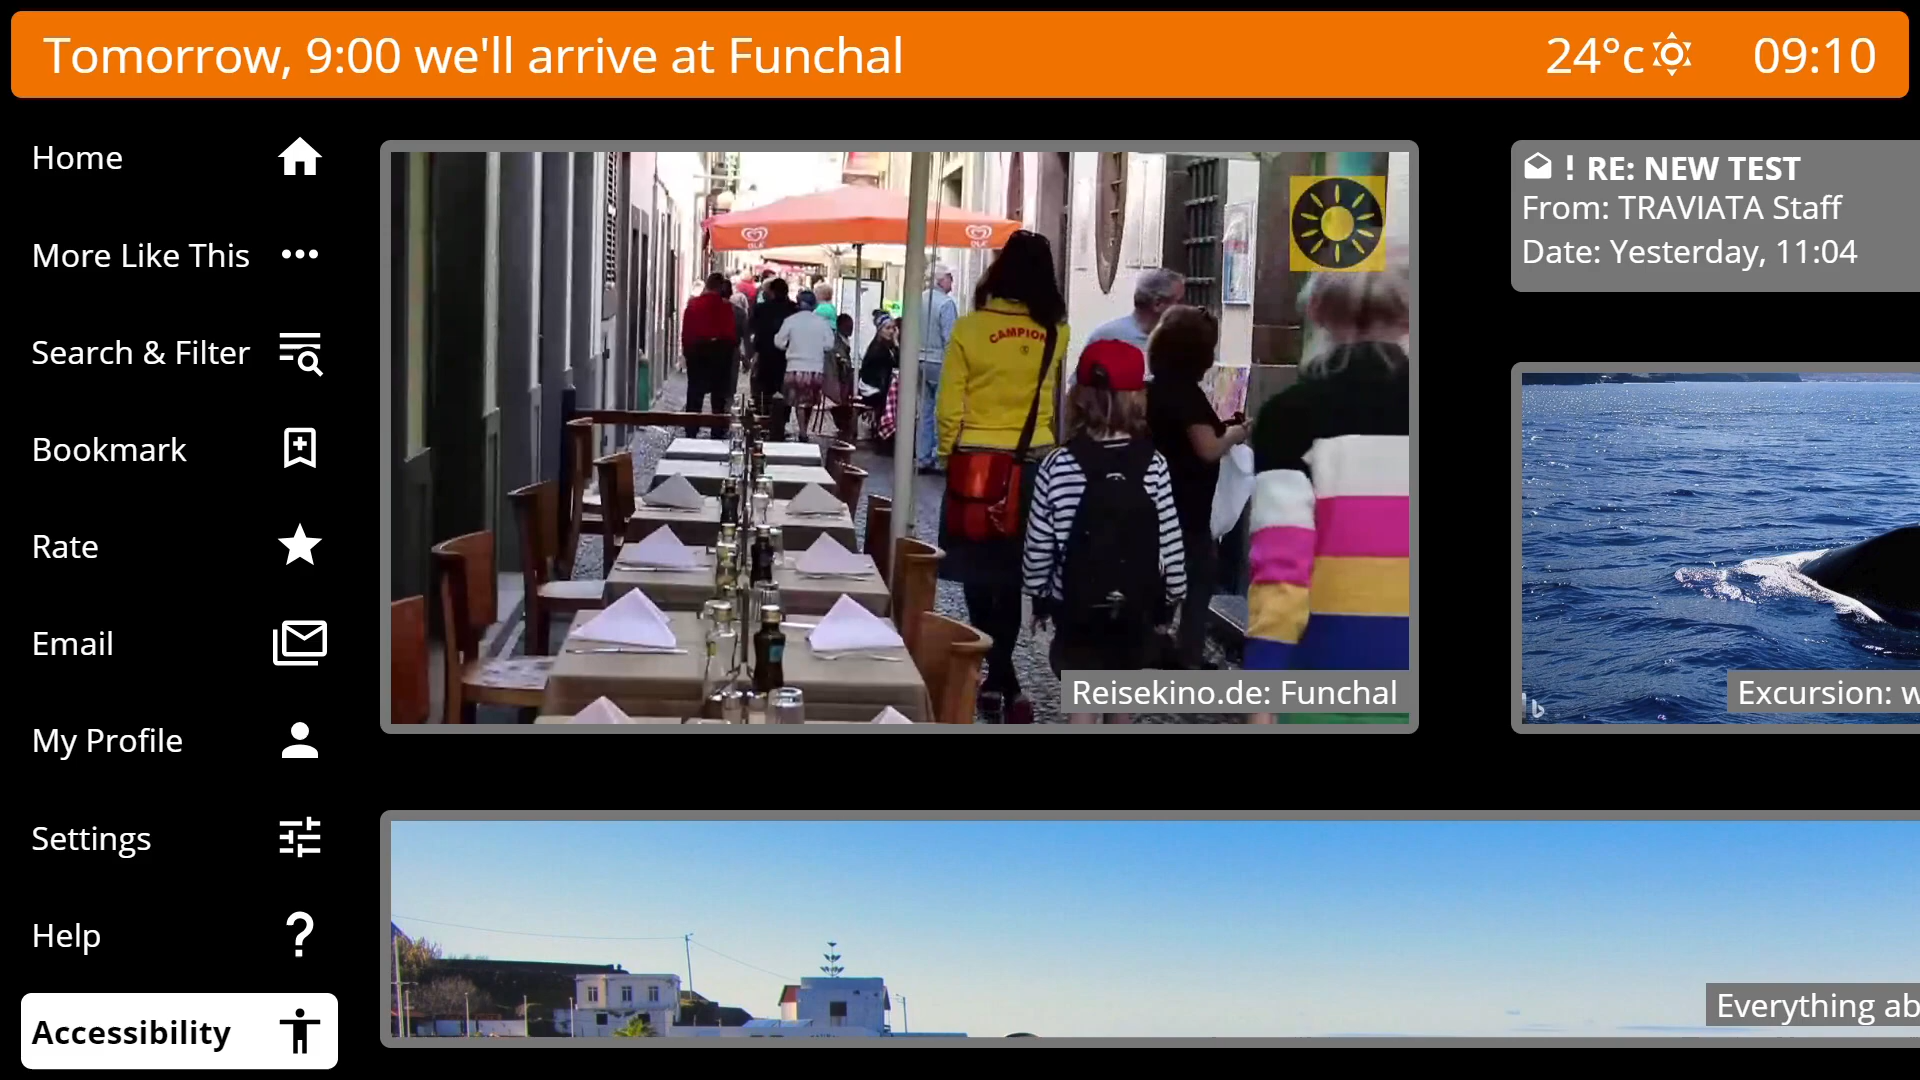 Tomorrow, 9:00 we'll arrive at Funchal
24°c 09:10
Home
More Like This
Search & Filter
Bookmark
Rate
Email
My Profile
Settings
Help
Accessibility
OLA
OLA
CAMPION
Reisekino.de: Funchal
! RE: NEW TEST
From: TRAVIATA Staff
Date: Yesterday, 11:04
Excursion: w
Everything ab